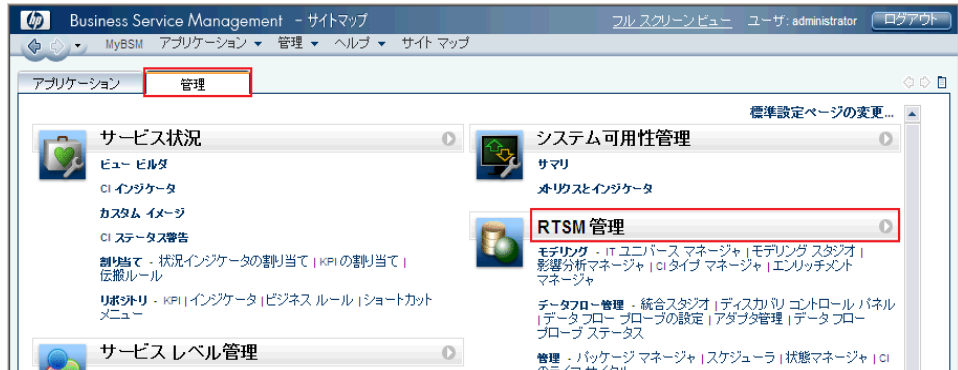 hp Business Service Management - サイトマップ フル スクリーンビュー ユーザ: administrator ログアウト
MyBSM アプリケーション 管理 ヘルプ サイト マップ
アプリケーション 管理
標準設定ページの変更...
サービス状況
ビュー ビルダ
CI インジケータ
カスタム イメージ
CI ステータス警告
割り当て - 状況インジケータの割り当て | KPI の割り当て |
伝搬ルール
リポジトリ - KPI | インジケータ | ビジネス ルール | ショートカット
メニュー
サービス レベル管理
システム可用性管理
サマリ
メトリクスとインジケータ
RTSM 管理
モデリング - IT ユニバース マネージャ | モデリング スタジオ |
影響分析マネージャ | CI タイプ マネージャ | エンリッチメント
マネージャ
データフロー管理 - 統合スタジオ | ディスカバリ コントロール パネル
| データ フロー プローブの設定 | アダプタ管理 | データ フロー
プローブ ステータス
管理 - パッケージ マネージャ | スケジューラ | 状態マネージャ | CI
のライフ サイクル